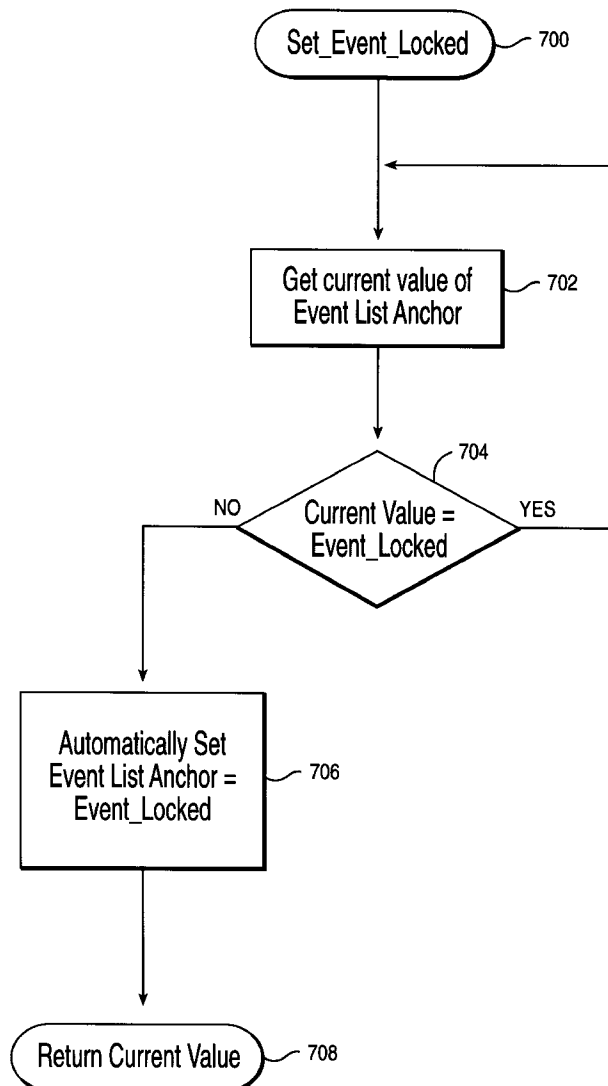 Set_Event_Locked
700
Get current value of
Event List Anchor
702
704
NO
Current Value =
Event_Locked
YES
Automatically Set
Event List Anchor =
Event_Locked
706
Return Current Value
708